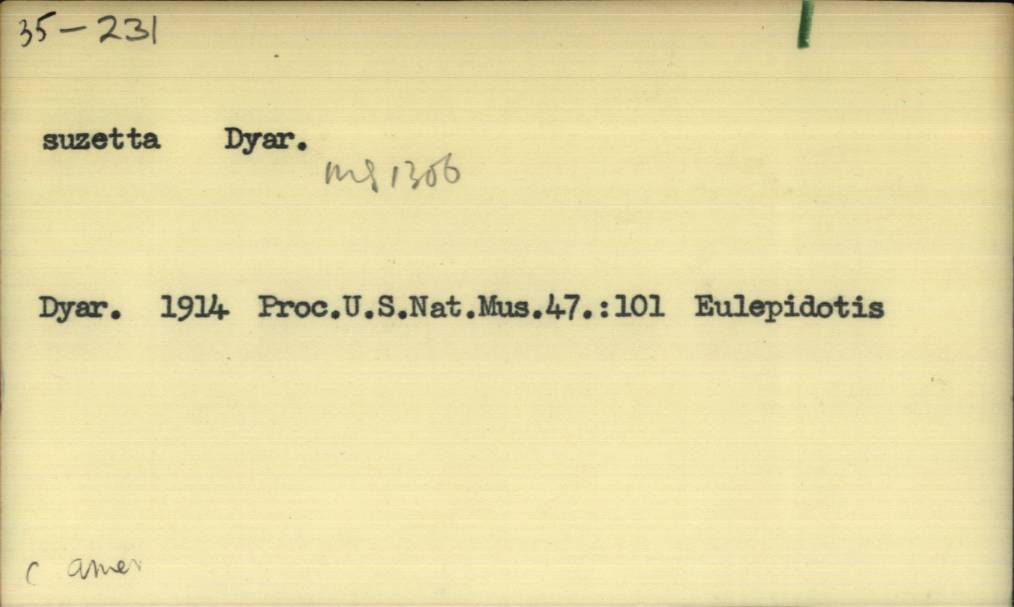 35-231
suzetta Dyar.
mg 1306
Dyar. 1914 Proc.U.S.Nat.Mus.47.:101 Eulepidotis
c amer